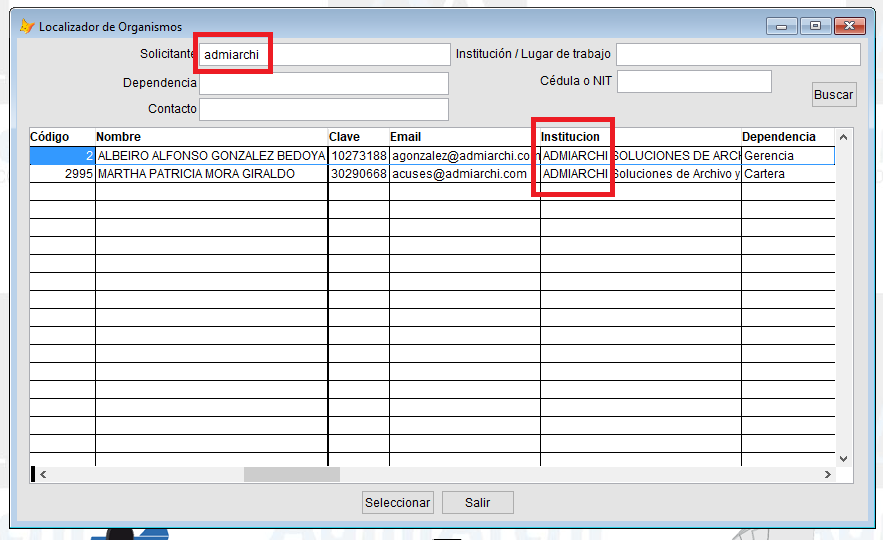 Localizador de Organismos
Solicitante admiarchi Institución / Lugar de trabajo
Dependencia Cédula o NIT
Buscar
Contacto
Código Nombre Clave Email Institucion Dependencia
2 ALBEIRO ALFONSO GONZALEZ BEDOYA 10273188 agonzalez@admiarchi.com ADMIARCHI SOLUCIONES DE ARCH Gerencia
2995 MARTHA PATRICIA MORA GIRALDO 30290668 acuses@admiarchi.com ADMIARCHI Soluciones de Archivo y Cartera
Seleccionar Salir